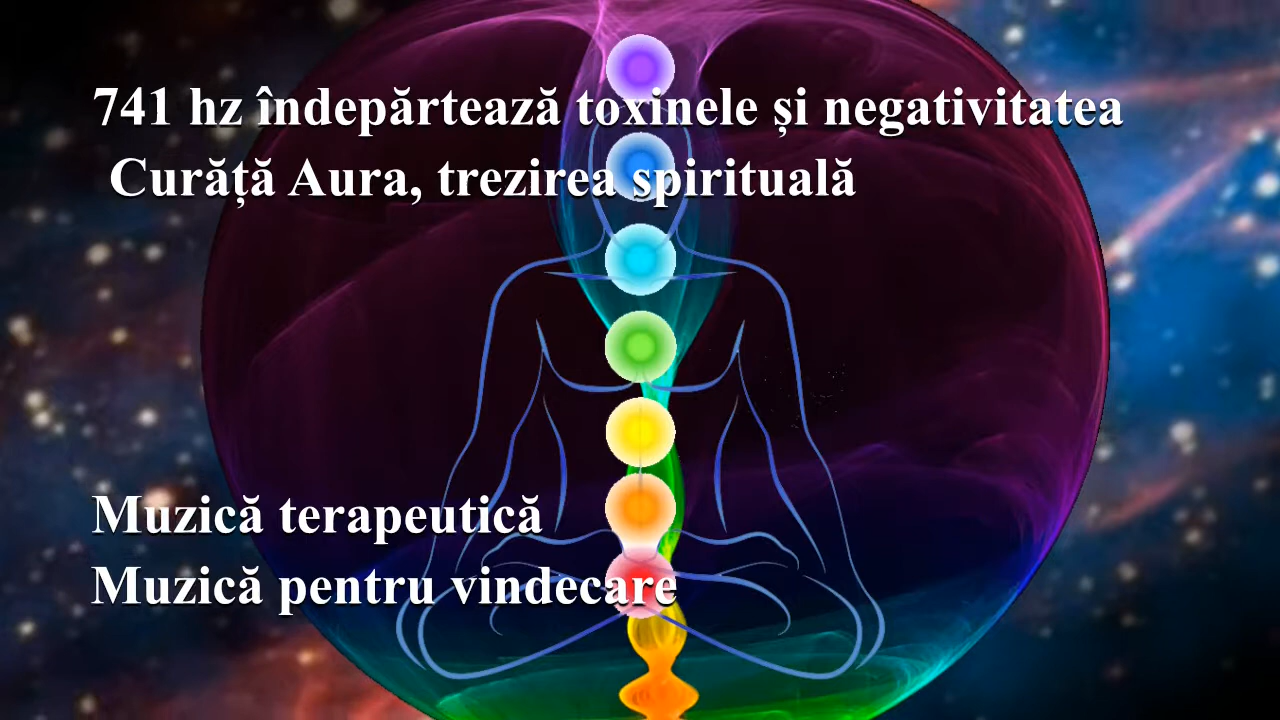 741 hz îndepărtează toxinele și negativitatea
Curăță Aura, trezirea spirituală
Muzică terapeutică
Muzică pentru vindecare